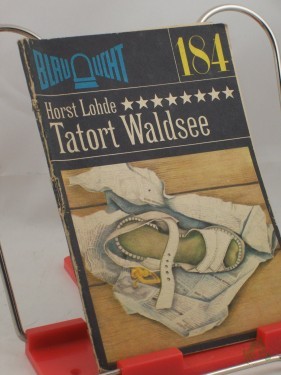 BLAULICHT
184
Horst Lohde ★★★★★★★★
Tatort Waldsee